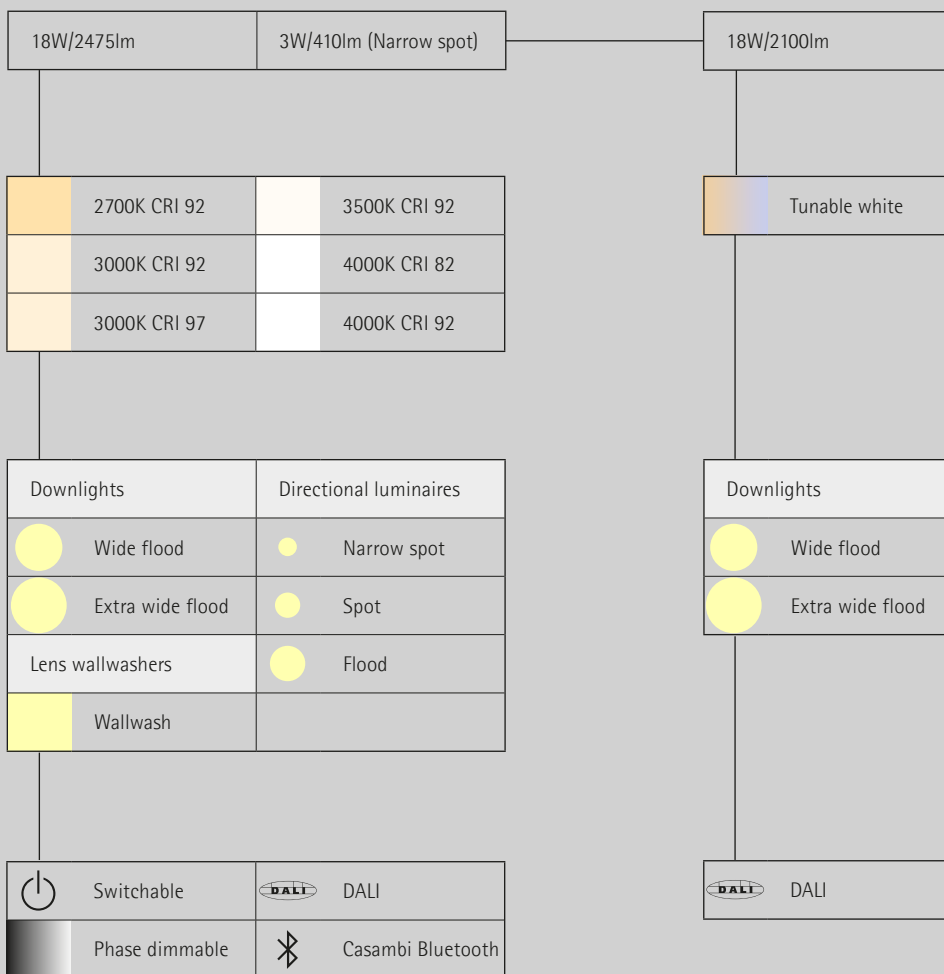 18W/2475lm
3W/410lm (Narrow spot)
18W/2100lm
2700K CRI 92
3500K CRI 92
3000K CRI 92
4000K CRI 82
3000K CRI 97
4000K CRI 92
Tunable white
Downlights
Directional luminaires
Wide flood
Narrow spot
Extra wide flood
Spot
Lens wallwashers
Flood
Wallwash
Downlights
Wide flood
Extra wide flood
Switchable
DALI DALI
Phase dimmable
Casambi Bluetooth
DALI DALI